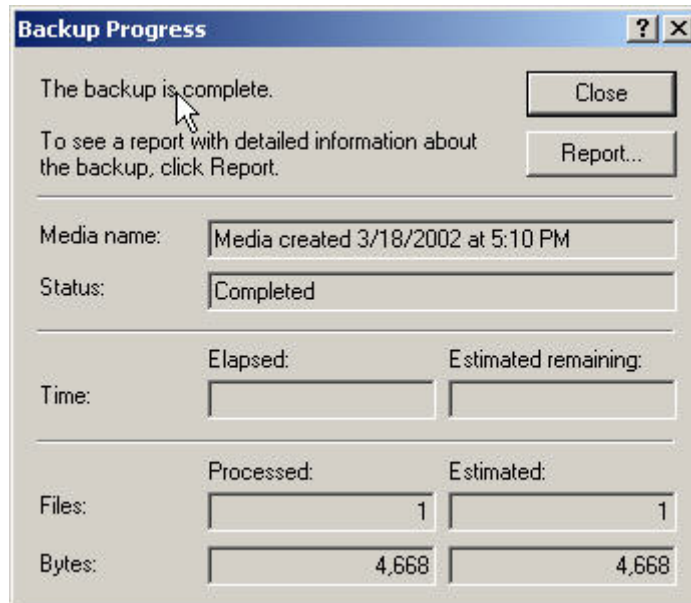 Backup Progress
The backup is complete.
Close
To see a report with detailed information about
the backup, click Report.
Report...
Media name:
Media created 3/18/2002 at 5:10 PM
Status:
Completed
Elapsed:
Estimated remaining:
Time:
Processed:
Estimated:
Files:
1
1
Bytes:
4,668
4,668